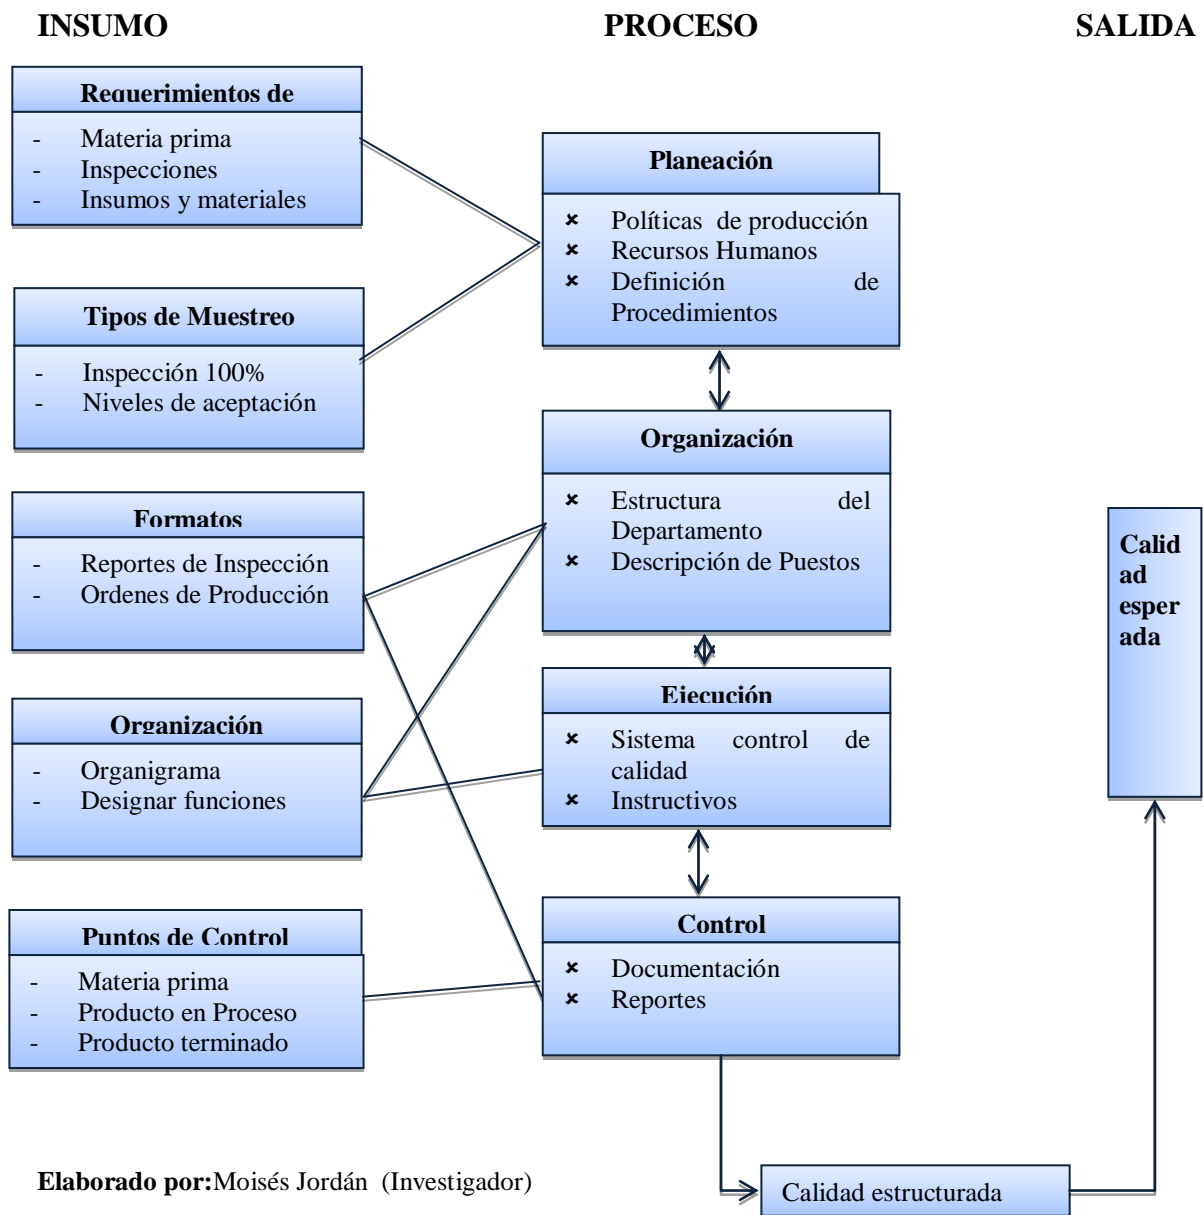 INSUMO
PROCESO
SALIDA
Requerimientos de
- Materia prima
- Inspecciones
- Insumos y materiales
Tipos de Muestreo
- Inspección 100%
- Niveles de aceptación
Formatos
- Reportes de Inspección
- Ordenes de Producción
Organización
- Organigrama
- Designar funciones
Puntos de Control
- Materia prima
- Producto en Proceso
- Producto terminado
Planeación
× Políticas de producción
× Recursos Humanos
× Definición de
Procedimientos
Organización
× Estructura del
Departamento
× Descripción de Puestos
Ejecución
× Sistema control de
calidad
× Instructivos
Control
× Documentación
× Reportes
Calidad estructurada
Calid
ad
esper
ada
Elaborado por:Moisés Jordán (Investigador)